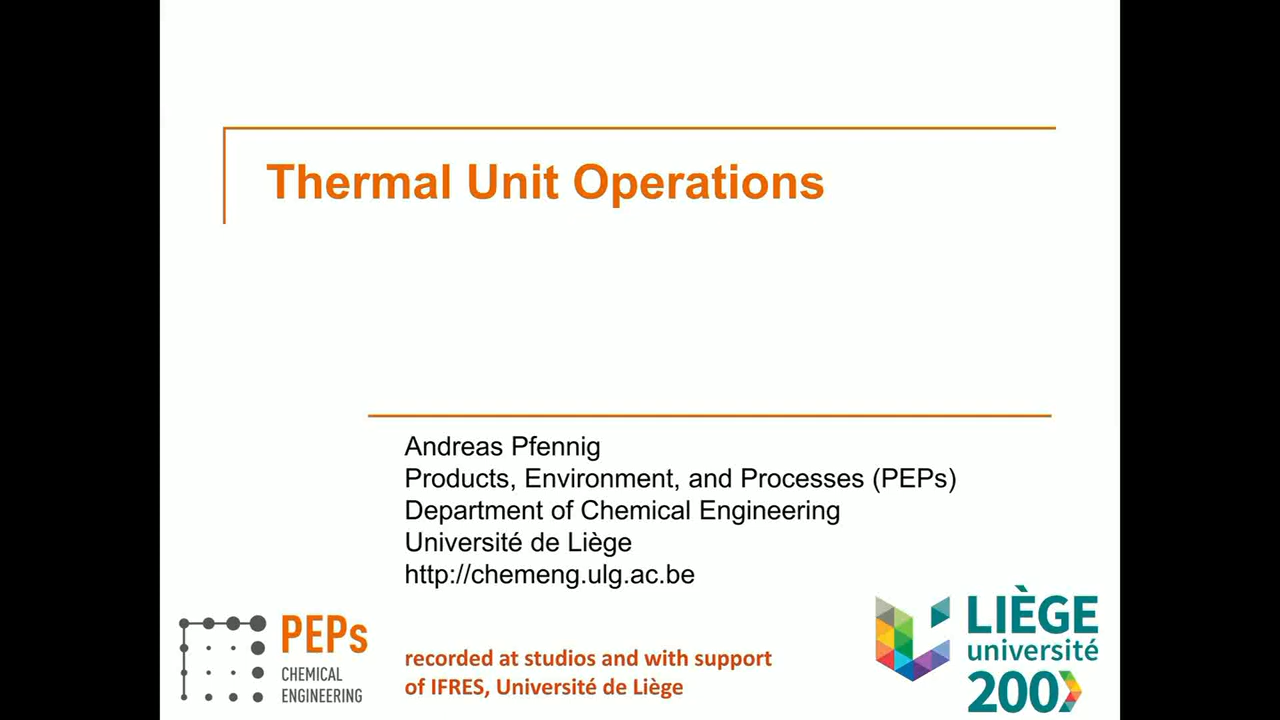 Thermal Unit Operations
Andreas Pfennig
Products, Environment, and Processes (PEPs)
Department of Chemical Engineering
Université de Liège
http://chemeng.ulg.ac.be
PEPs
CHEMICAL
ENGINEERING
recorded at studios and with support
of IFRES, Université de Liège
LIÈGE
université
200